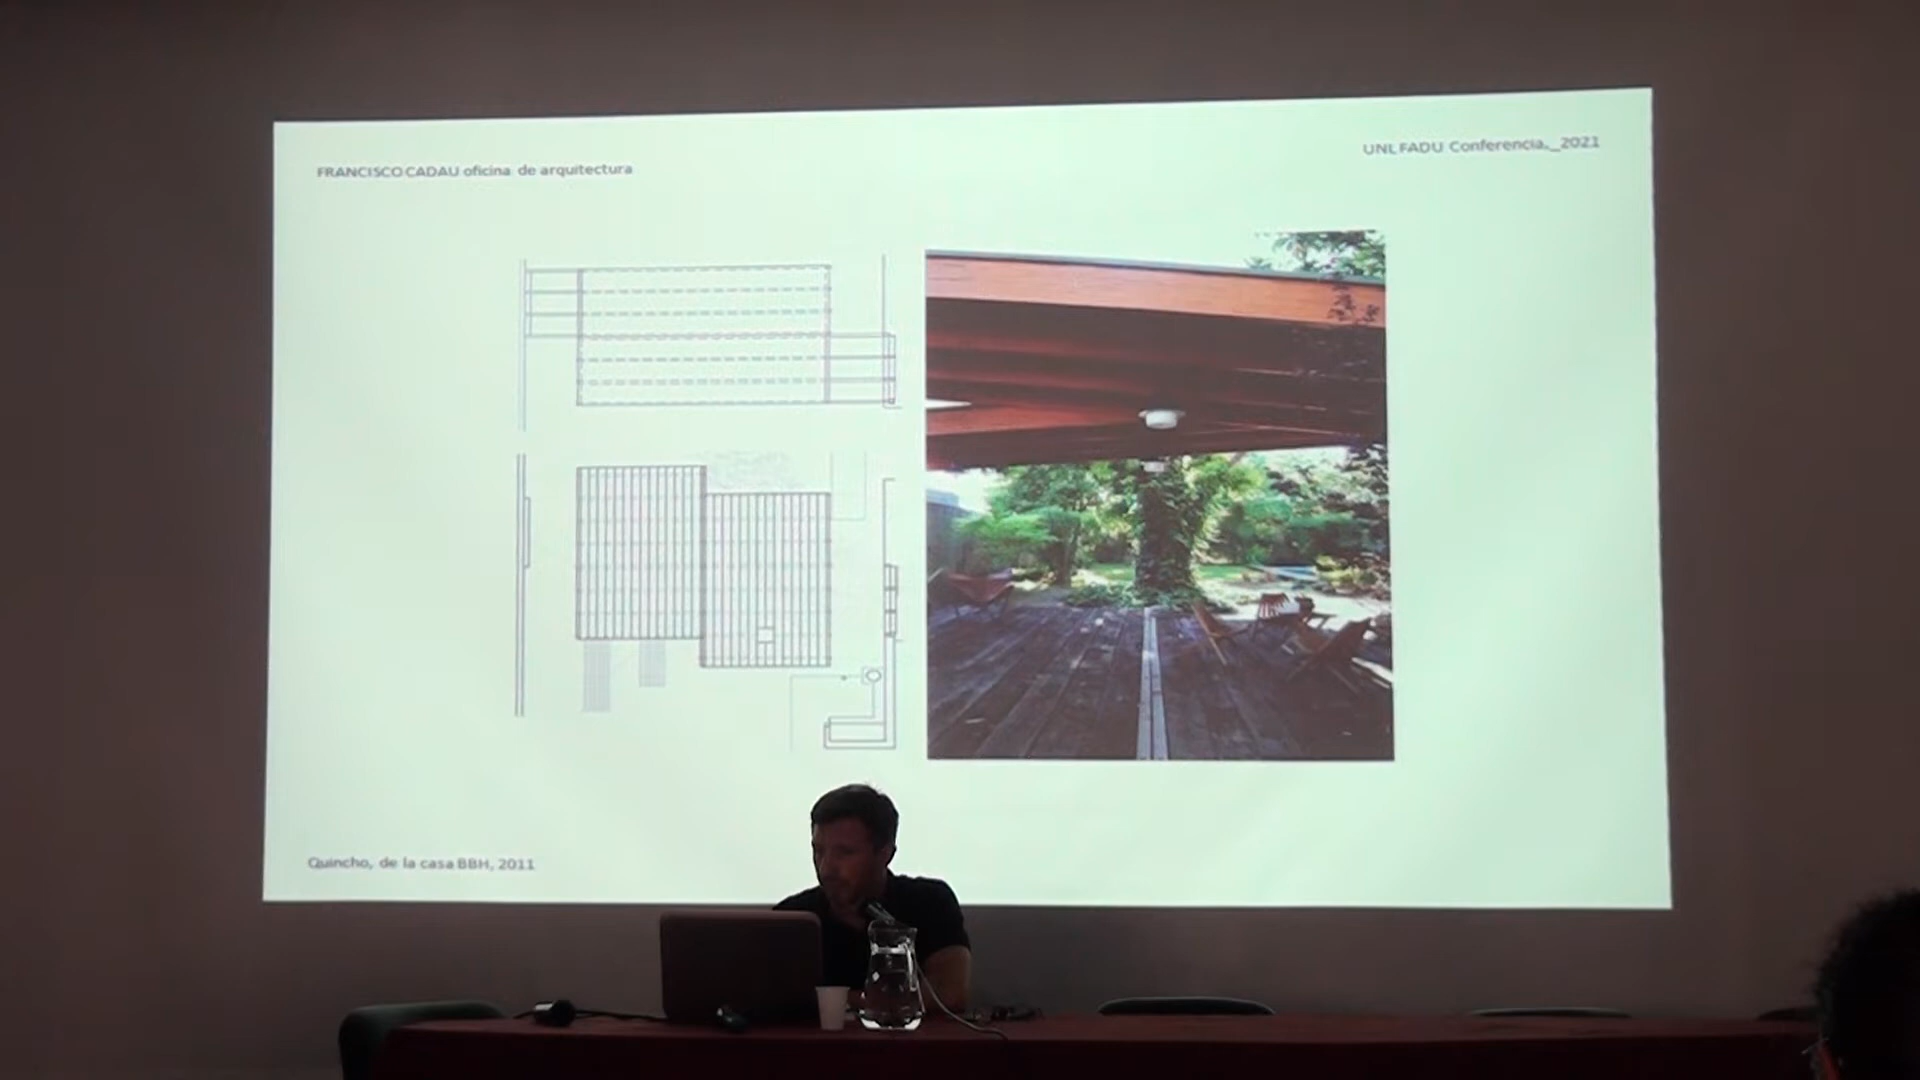 FRANCISCO CADAU oficina de arquitectura
UNL FADU Conferencia._2021
Quincho, de la casa BBH, 2011